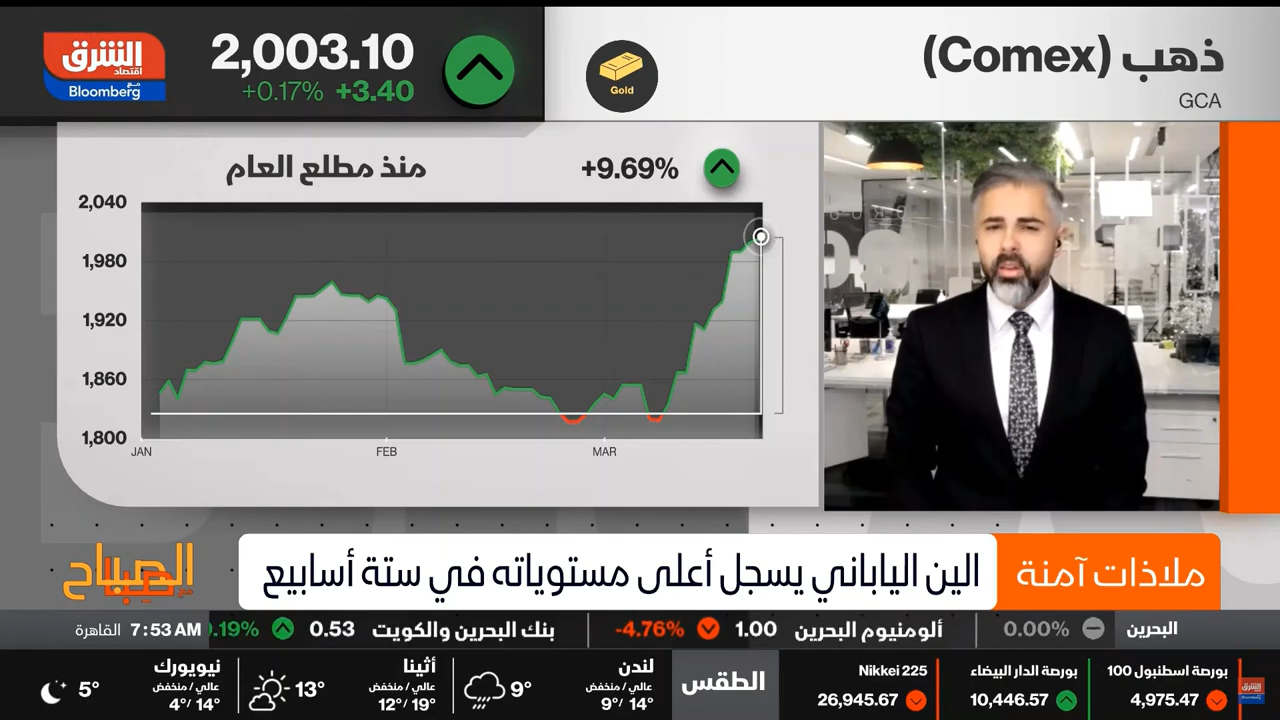 الشرق
اقتصاد
مع
Bloomberg
2,003.10
+0.17% +3.40
Gold
ذهب (Comex)
GCA
منذ مطلع العام
+9.69%
2,040
1,980
1,920
1,860
1,800
JAN
FEB
MAR
ملاذات آمنة
الين الياباني يسجل أعلى مستوياته في ستة أسابيع
الصباح
مع صبا
البحرين 0.00%
ألومنيوم البحرين 1.00 -4.76%
بنك البحرين والكويت 0.53 0.19%
7:53 AM القاهرة
الشرق
Bloomberg
بورصة اسطنبول 100
4,975.47
بورصة الدار البيضاء
10,446.57
Nikkei 225
26,945.67
الطقس
لندن
عالي/ منخفض
9°/ 14°
9°
أثينا
عالي/ منخفض
12°/ 19°
13°
نيويورك
عالي/ منخفض
4°/ 14°
5°